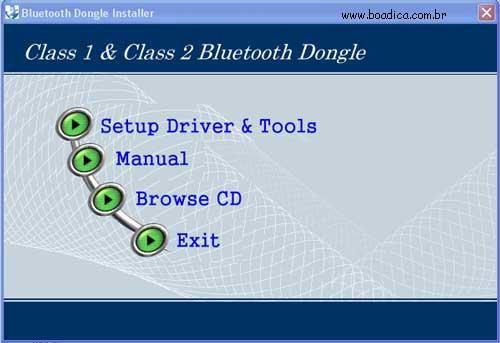 Bluetooth Dongle Installer
www.boadica.com.br
Class 1 & Class 2 Bluetooth Dongle
Setup Driver & Tools
Manual
Browse CD
Exit